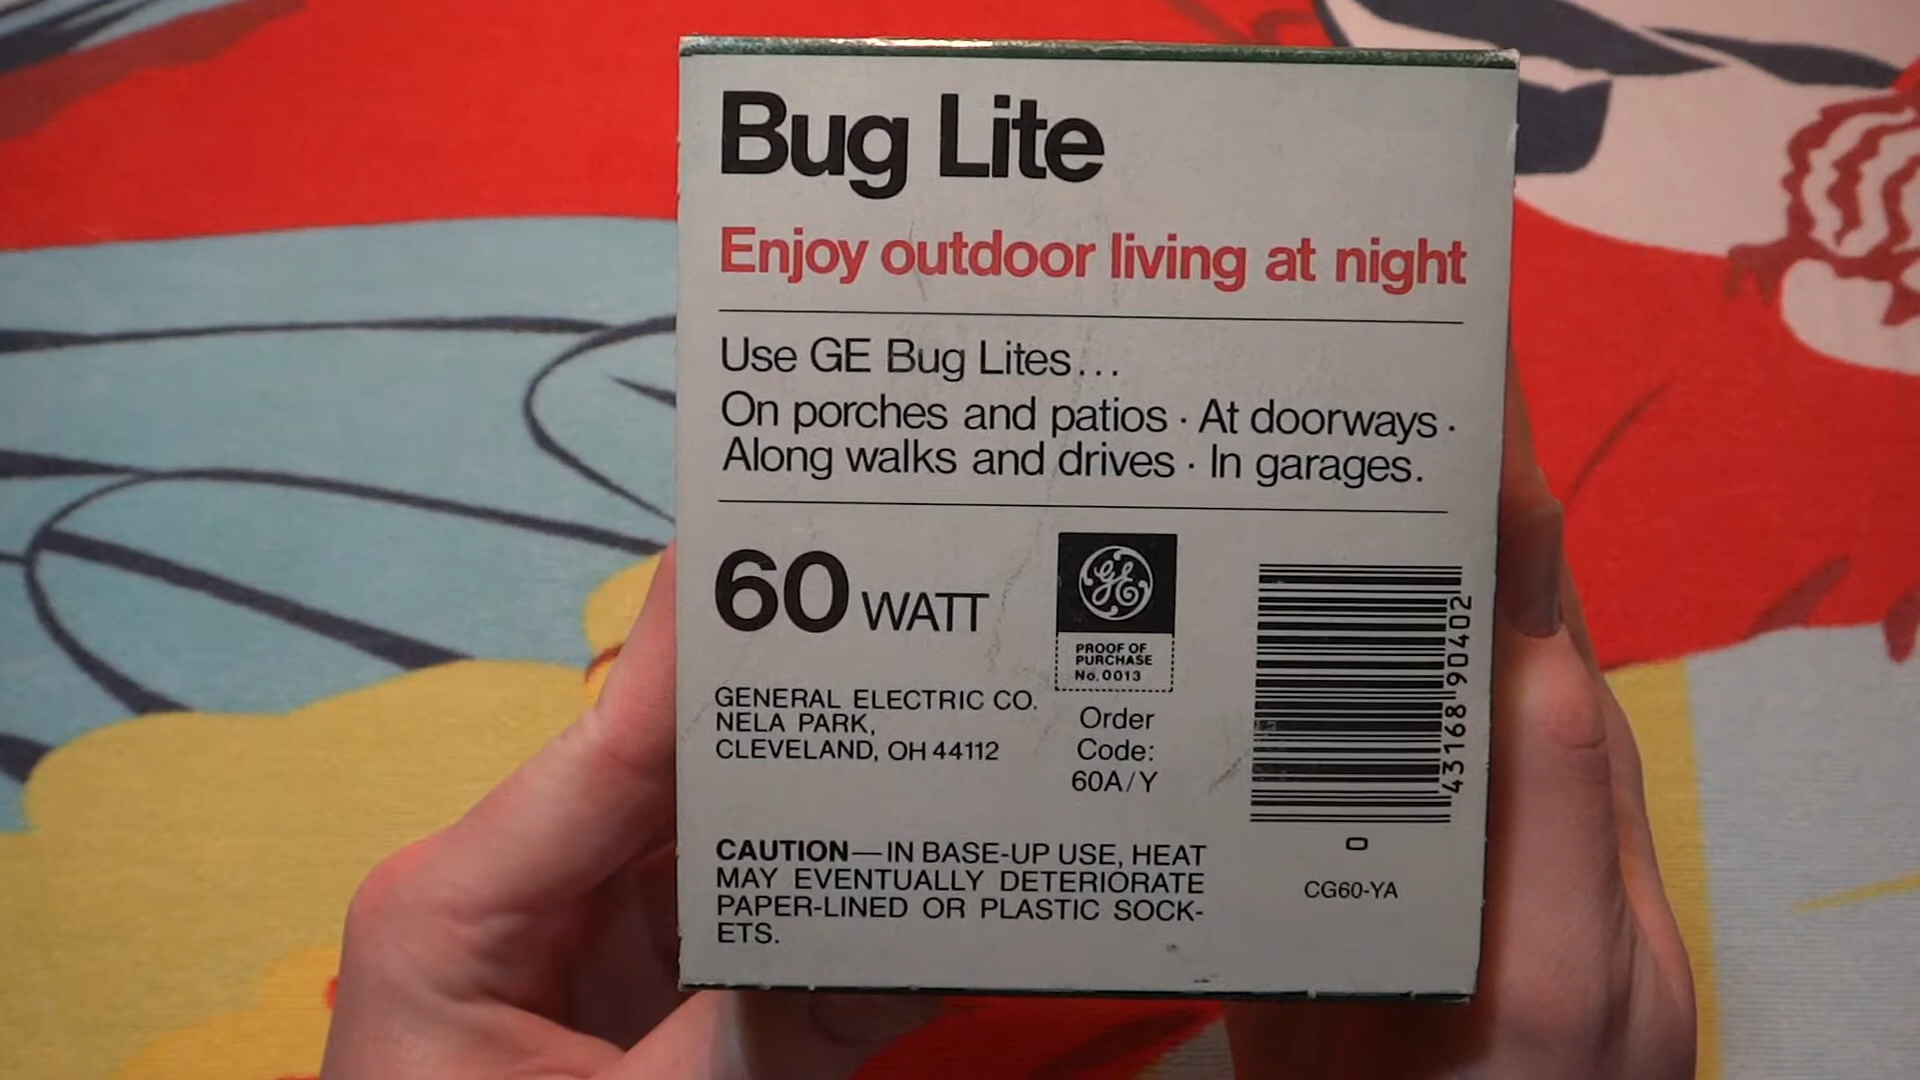 Bug Lite
Enjoy outdoor living at night
Use GE Bug Lites...
On porches and patios · At doorways ·
Along walks and drives · In garages.
60 WATT
GE
PROOF OF
PURCHASE
No. 0013
GENERAL ELECTRIC CO.
NELA PARK,
CLEVELAND, OH 44112
Order
Code:
60A/Y
43168 90402
0
CG60-YA
CAUTION—IN BASE-UP USE, HEAT
MAY EVENTUALLY DETERIORATE
PAPER-LINED OR PLASTIC SOCK-
ETS.